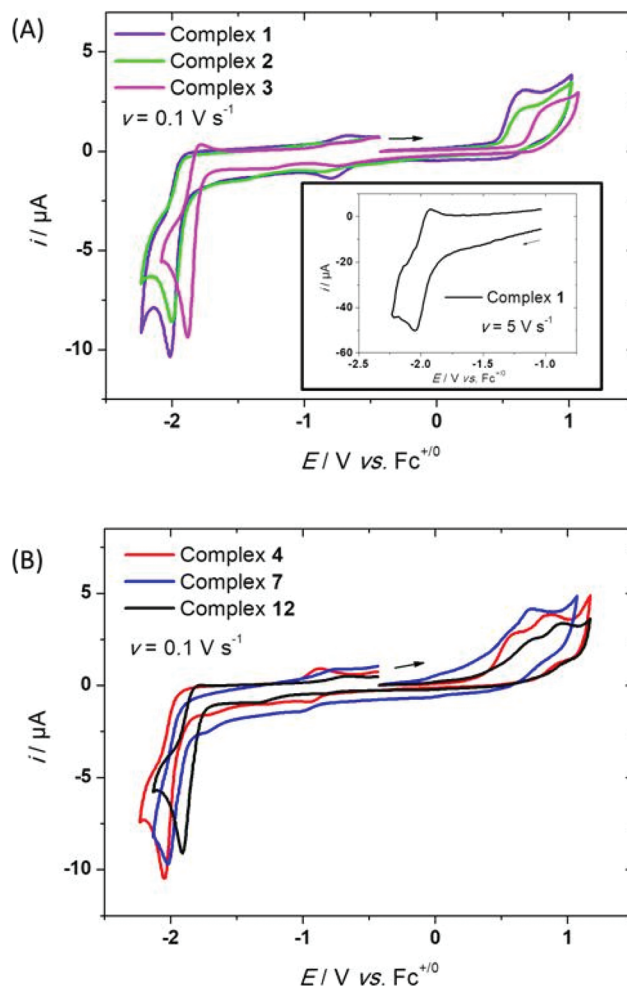 (A)
Complex 1
Complex 2
Complex 3
ν = 0.1 V s⁻¹
5
0
-5
-10
i / µA
-2
-1
0
1
E / V vs. Fc⁺ᐟ⁰
0
-20
-40
-60
i / µA
Complex 1
ν = 5 V s⁻¹
-2.5
-2.0
-1.5
-1.0
E / V vs. Fc⁺ᐟ⁰
(B)
Complex 4
Complex 7
Complex 12
ν = 0.1 V s⁻¹
5
0
-5
-10
i / µA
-2
-1
0
1
E / V vs. Fc⁺ᐟ⁰